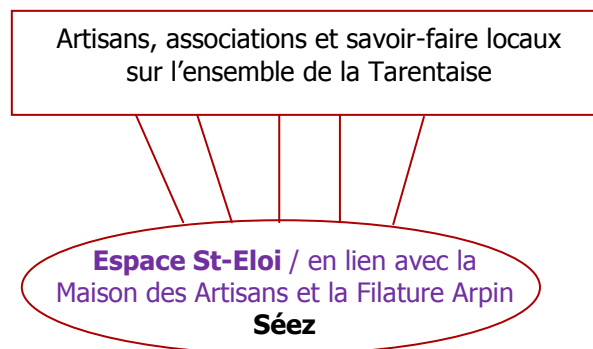 Artisans, associations et savoir-faire locaux
sur l'ensemble de la Tarentaise
Espace St-Eloi / en lien avec la
Maison des Artisans et la Filature Arpin
Séez